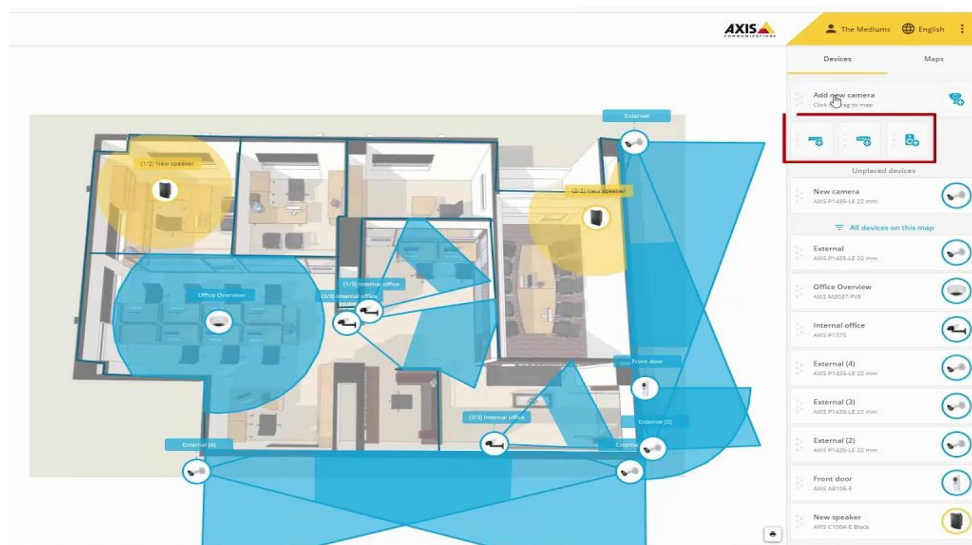 AXIS
COMMUNICATIONS
The Mediums
English
Devices
Maps
Add new camera
Click
rag to map
Unplaced devices
New camera
AXIS P1435-LE 22 mm
All devices on this map
External
AXIS P1435-LE 22 mm
Office Overview
AXIS M3037-PVE
Internal office
AXIS P1375
External (4)
AXIS P1435-LE 22 mm
External (3)
AXIS P1435-LE 22 mm
External (2)
AXIS P1435-LE 22 mm
Front door
AXIS A8105-E
New speaker
AXIS C1004-E Black
External
(1/2) New speaker
(2/2) New speaker
(1/3) Internal office
(2/3) Internal office
Office Overview
Front door
(3/3) Internal office
External (2)
External (4)
Externa